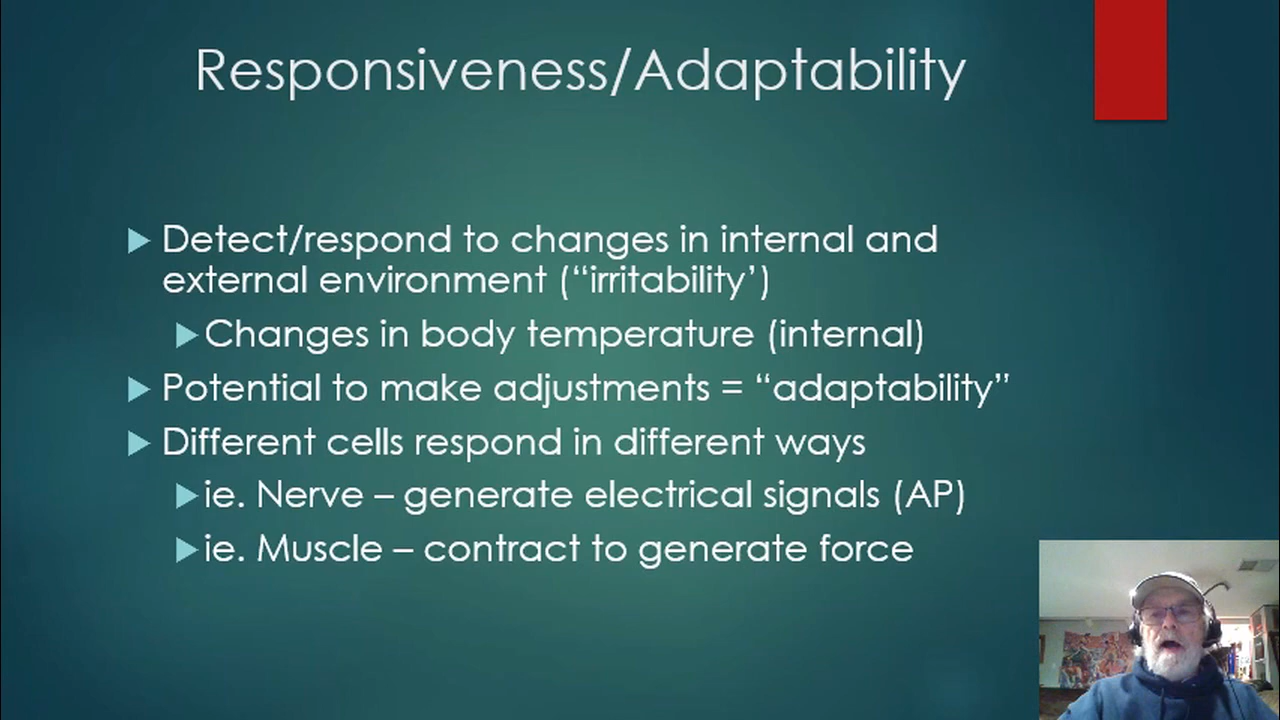 Responsiveness/Adaptability
Detect/respond to changes in internal and
external environment (“irritability’)
Changes in body temperature (internal)
Potential to make adjustments = “adaptability”
Different cells respond in different ways
ie. Nerve – generate electrical signals (AP)
ie. Muscle – contract to generate force